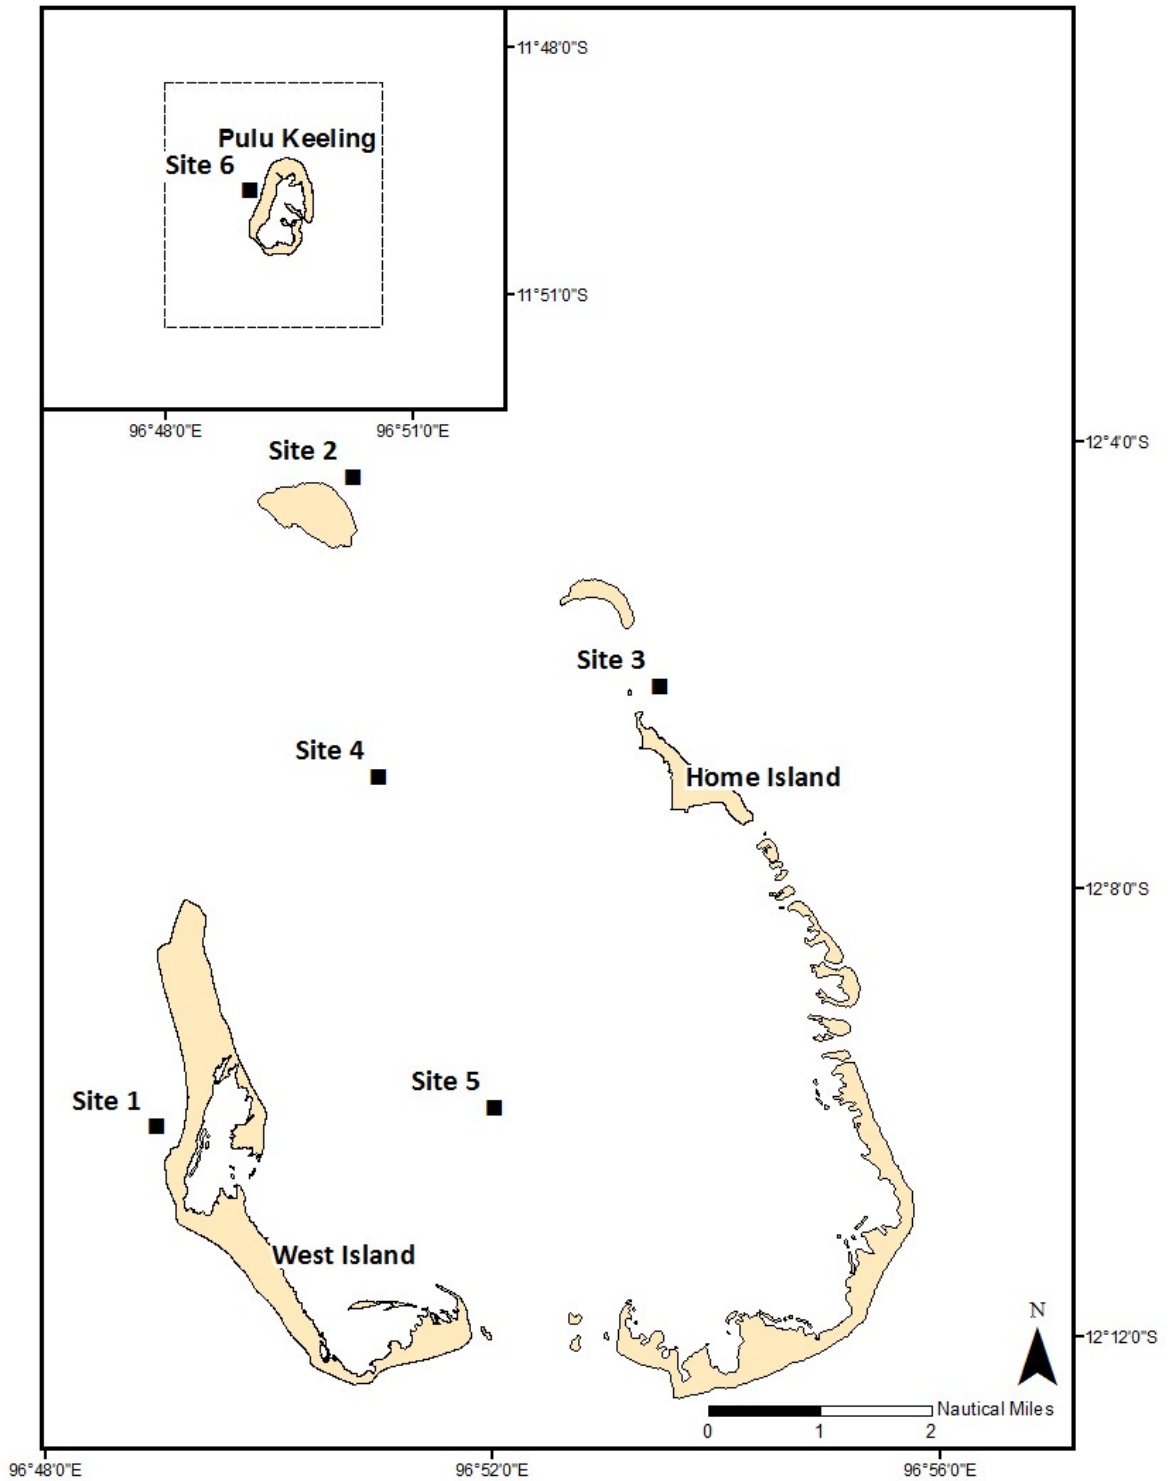 11°48'0"S
Pulu Keeling
Site 6
11°51'0"S
96°48'0"E
96°51'0"E
Site 2
12°4'0"S
Site 3
Site 4
Home Island
12°8'0"S
Site 5
Site 1
West Island
N
12°12'0"S
Nautical Miles
0 1 2
96°48'0"E
96°52'0"E
96°56'0"E